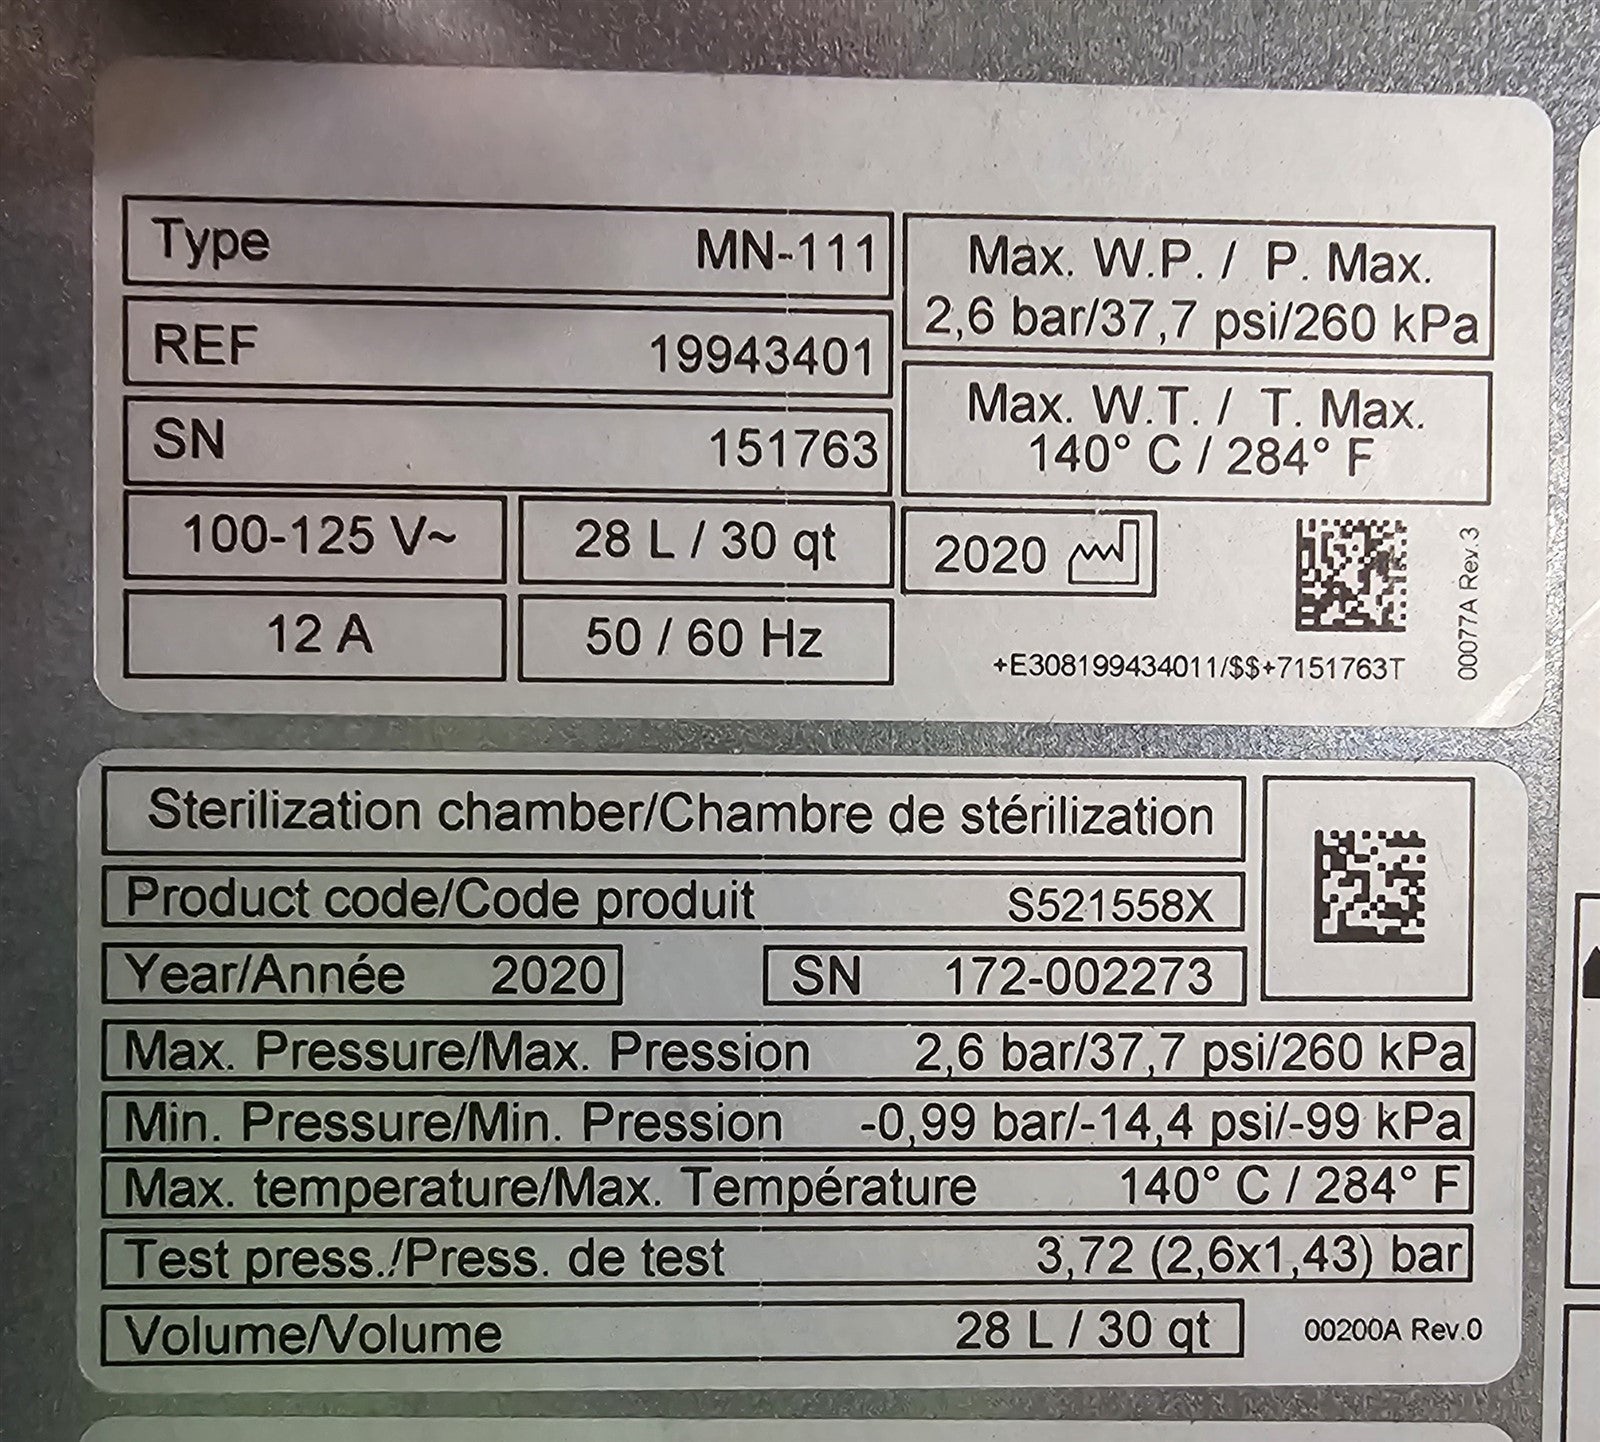 Type MN-111
REF 19943401
SN 151763
100-125 V~ 28 L / 30 qt
12 A 50 / 60 Hz
Max. W.P. / P. Max.
2,6 bar/37,7 psi/260 kPa
Max. W.T. / T. Max.
140° C / 284° F
2020
+E308199434011/$$+7151763T
00077A Rev.3
Sterilization chamber/Chambre de stérilization
Product code/Code produit S521558X
Year/Année 2020 SN 172-002273
Max. Pressure/Max. Pression 2,6 bar/37,7 psi/260 kPa
Min. Pressure/Min. Pression -0,99 bar/-14,4 psi/-99 kPa
Max. temperature/Max. Température 140° C / 284° F
Test press./Press. de test 3,72 (2,6x1,43) bar
Volume/Volume 28 L / 30 qt
00200A Rev.0